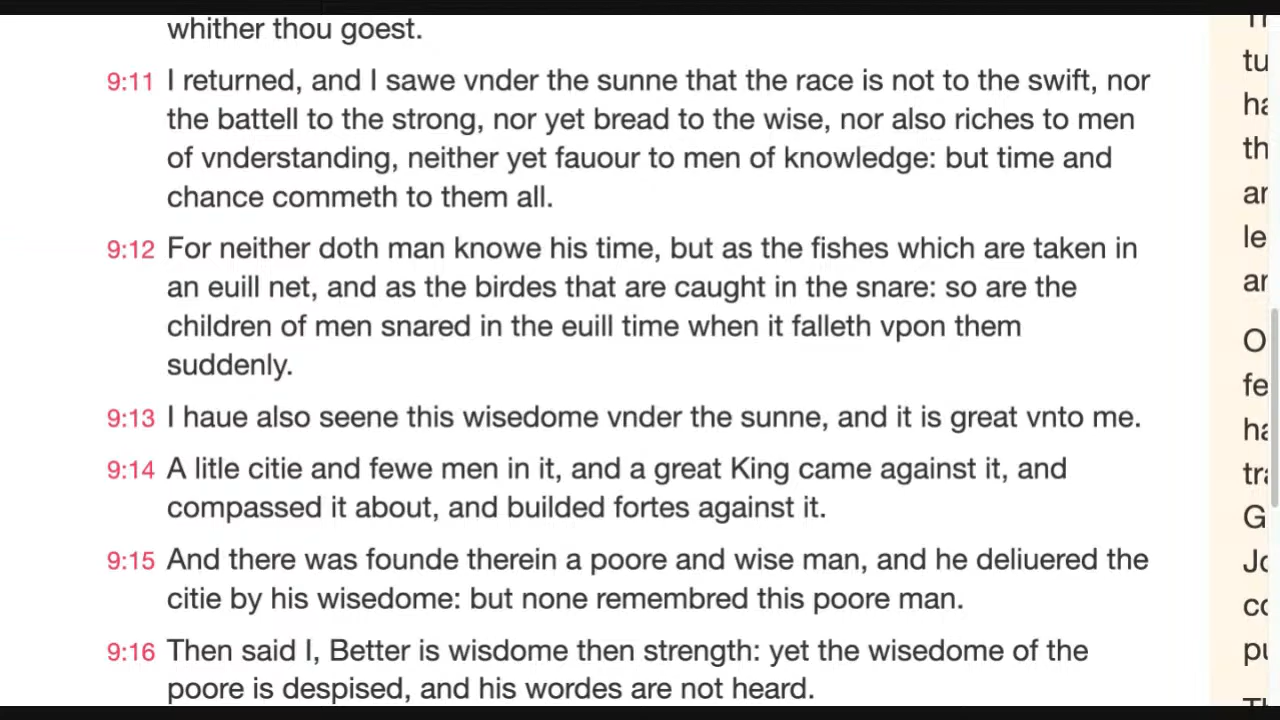 whither thou goest.
9:11 I returned, and I sawe vnder the sunne that the race is not to the swift, nor
the battell to the strong, nor yet bread to the wise, nor also riches to men
of vnderstanding, neither yet fauour to men of knowledge: but time and
chance commeth to them all.
9:12 For neither doth man knowe his time, but as the fishes which are taken in
an euill net, and as the birdes that are caught in the snare: so are the
children of men snared in the euill time when it falleth vpon them
suddenly.
9:13 I haue also seene this wisedome vnder the sunne, and it is great vnto me.
9:14 A litle citie and fewe men in it, and a great King came against it, and
compassed it about, and builded fortes against it.
9:15 And there was founde therein a poore and wise man, and he deliuered the
citie by his wisedome: but none remembred this poore man.
9:16 Then said I, Better is wisdome then strength: yet the wisedome of the
poore is despised, and his wordes are not heard.